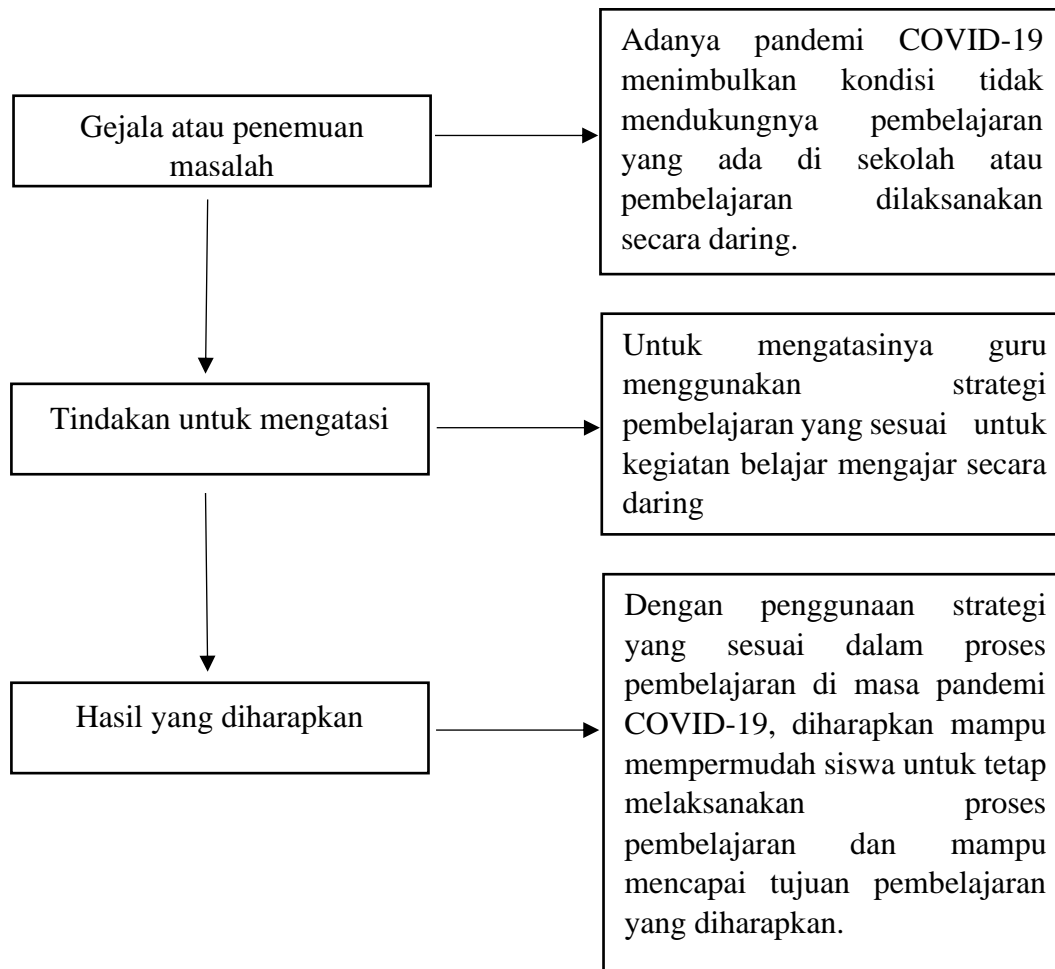 Gejala atau penemuan
masalah
Adanya pandemi COVID-19
menimbulkan kondisi tidak
mendukungnya pembelajaran
yang ada di sekolah atau
pembelajaran dilaksanakan
secara daring.
Tindakan untuk mengatasi
Untuk mengatasinya guru
menggunakan strategi
pembelajaran yang sesuai untuk
kegiatan belajar mengajar secara
daring
Hasil yang diharapkan
Dengan penggunaan strategi
yang sesuai dalam proses
pembelajaran di masa pandemi
COVID-19, diharapkan mampu
mempermudah siswa untuk tetap
melaksanakan proses
pembelajaran dan mampu
mencapai tujuan pembelajaran
yang diharapkan.